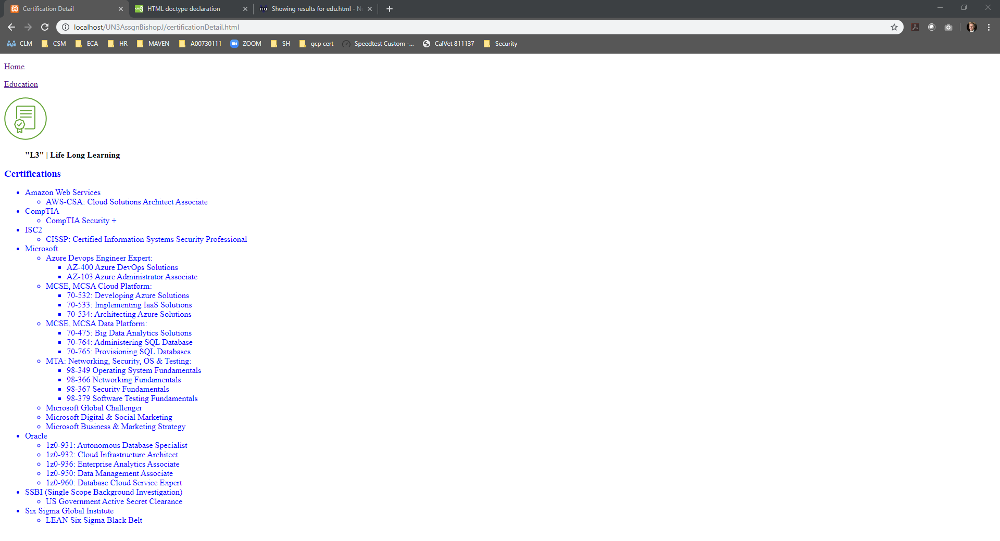 Certification Detail
HTML doctype declaration
Showing results for edu.html - N
localhost/UN3AssgnBishopJ/certificationDetail.html
CLM CSM ECA HR MAVEN A00730111 ZOOM SH gcp cert Speedtest Custom -... CalVet 811137 Security
Home
Education
"L3" | Life Long Learning
Certifications
Amazon Web Services
AWS-CSA: Cloud Solutions Architect Associate
CompTIA
CompTIA Security +
ISC2
CISSP: Certified Information Systems Security Professional
Microsoft
Azure Devops Engineer Expert:
AZ-400 Azure DevOps Solutions
AZ-103 Azure Administrator Associate
MCSE, MCSA Cloud Platform:
70-532: Developing Azure Solutions
70-533: Implementing IaaS Solutions
70-534: Architecting Azure Solutions
MCSE, MCSA Data Platform:
70-475: Big Data Analytics Solutions
70-764: Administering SQL Database
70-765: Provisioning SQL Databases
MTA: Networking, Security, OS & Testing:
98-349 Operating System Fundamentals
98-366 Networking Fundamentals
98-367 Security Fundamentals
98-379 Software Testing Fundamentals
Microsoft Global Challenger
Microsoft Digital & Social Marketing
Microsoft Business & Marketing Strategy
Oracle
1z0-931: Autonomous Database Specialist
1z0-932: Cloud Infrastructure Architect
1z0-936: Enterprise Analytics Associate
1z0-950: Data Management Associate
1z0-960: Database Cloud Service Expert
SSBI (Single Scope Background Investigation)
US Government Active Secret Clearance
Six Sigma Global Institute
LEAN Six Sigma Black Belt